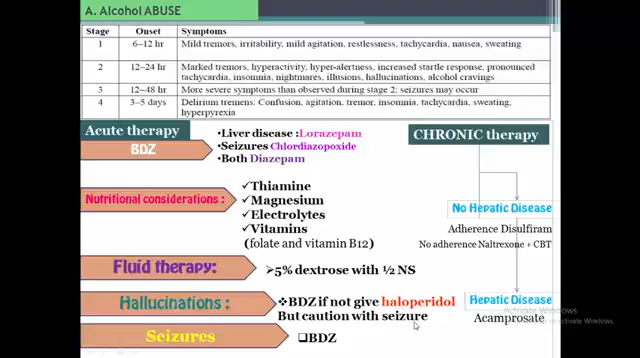 A. Alcohol ABUSE
Stage Onset Symptoms
1 6–12 hr Mild tremors, irritability, mild agitation, restlessness, tachycardia, nausea, sweating
2 12–24 hr Marked tremors, hyperactivity, hyper-alertness, increased startle response, pronounced
tachycardia, insomnia, nightmares, illusions, hallucinations, alcohol cravings
3 12–48 hr More severe symptoms than observed during stage 2; seizures may occur
4 3–5 days Delirium tremens: Confusion, agitation, tremor, insomnia, tachycardia, sweating,
hyperpyrexia
Acute therapy
BDZ
•Liver disease :Lorazepam
•Seizures Chlordiazopoxide
•Both Diazepam
Nutritional considerations :
✓Thiamine
✓Magnesium
✓Electrolytes
✓Vitamins
(folate and vitamin B12)
Fluid therapy:
➢5% dextrose with ½ NS
Hallucinations :
❖BDZ if not give haloperidol
But caution with seizure
Seizures
❑BDZ
CHRONIC therapy
No Hepatic Disease
Adherence Disulfiram
No adherence Naltrexone + CBT
Hepatic Disease
Acamprosate
Activate Windows